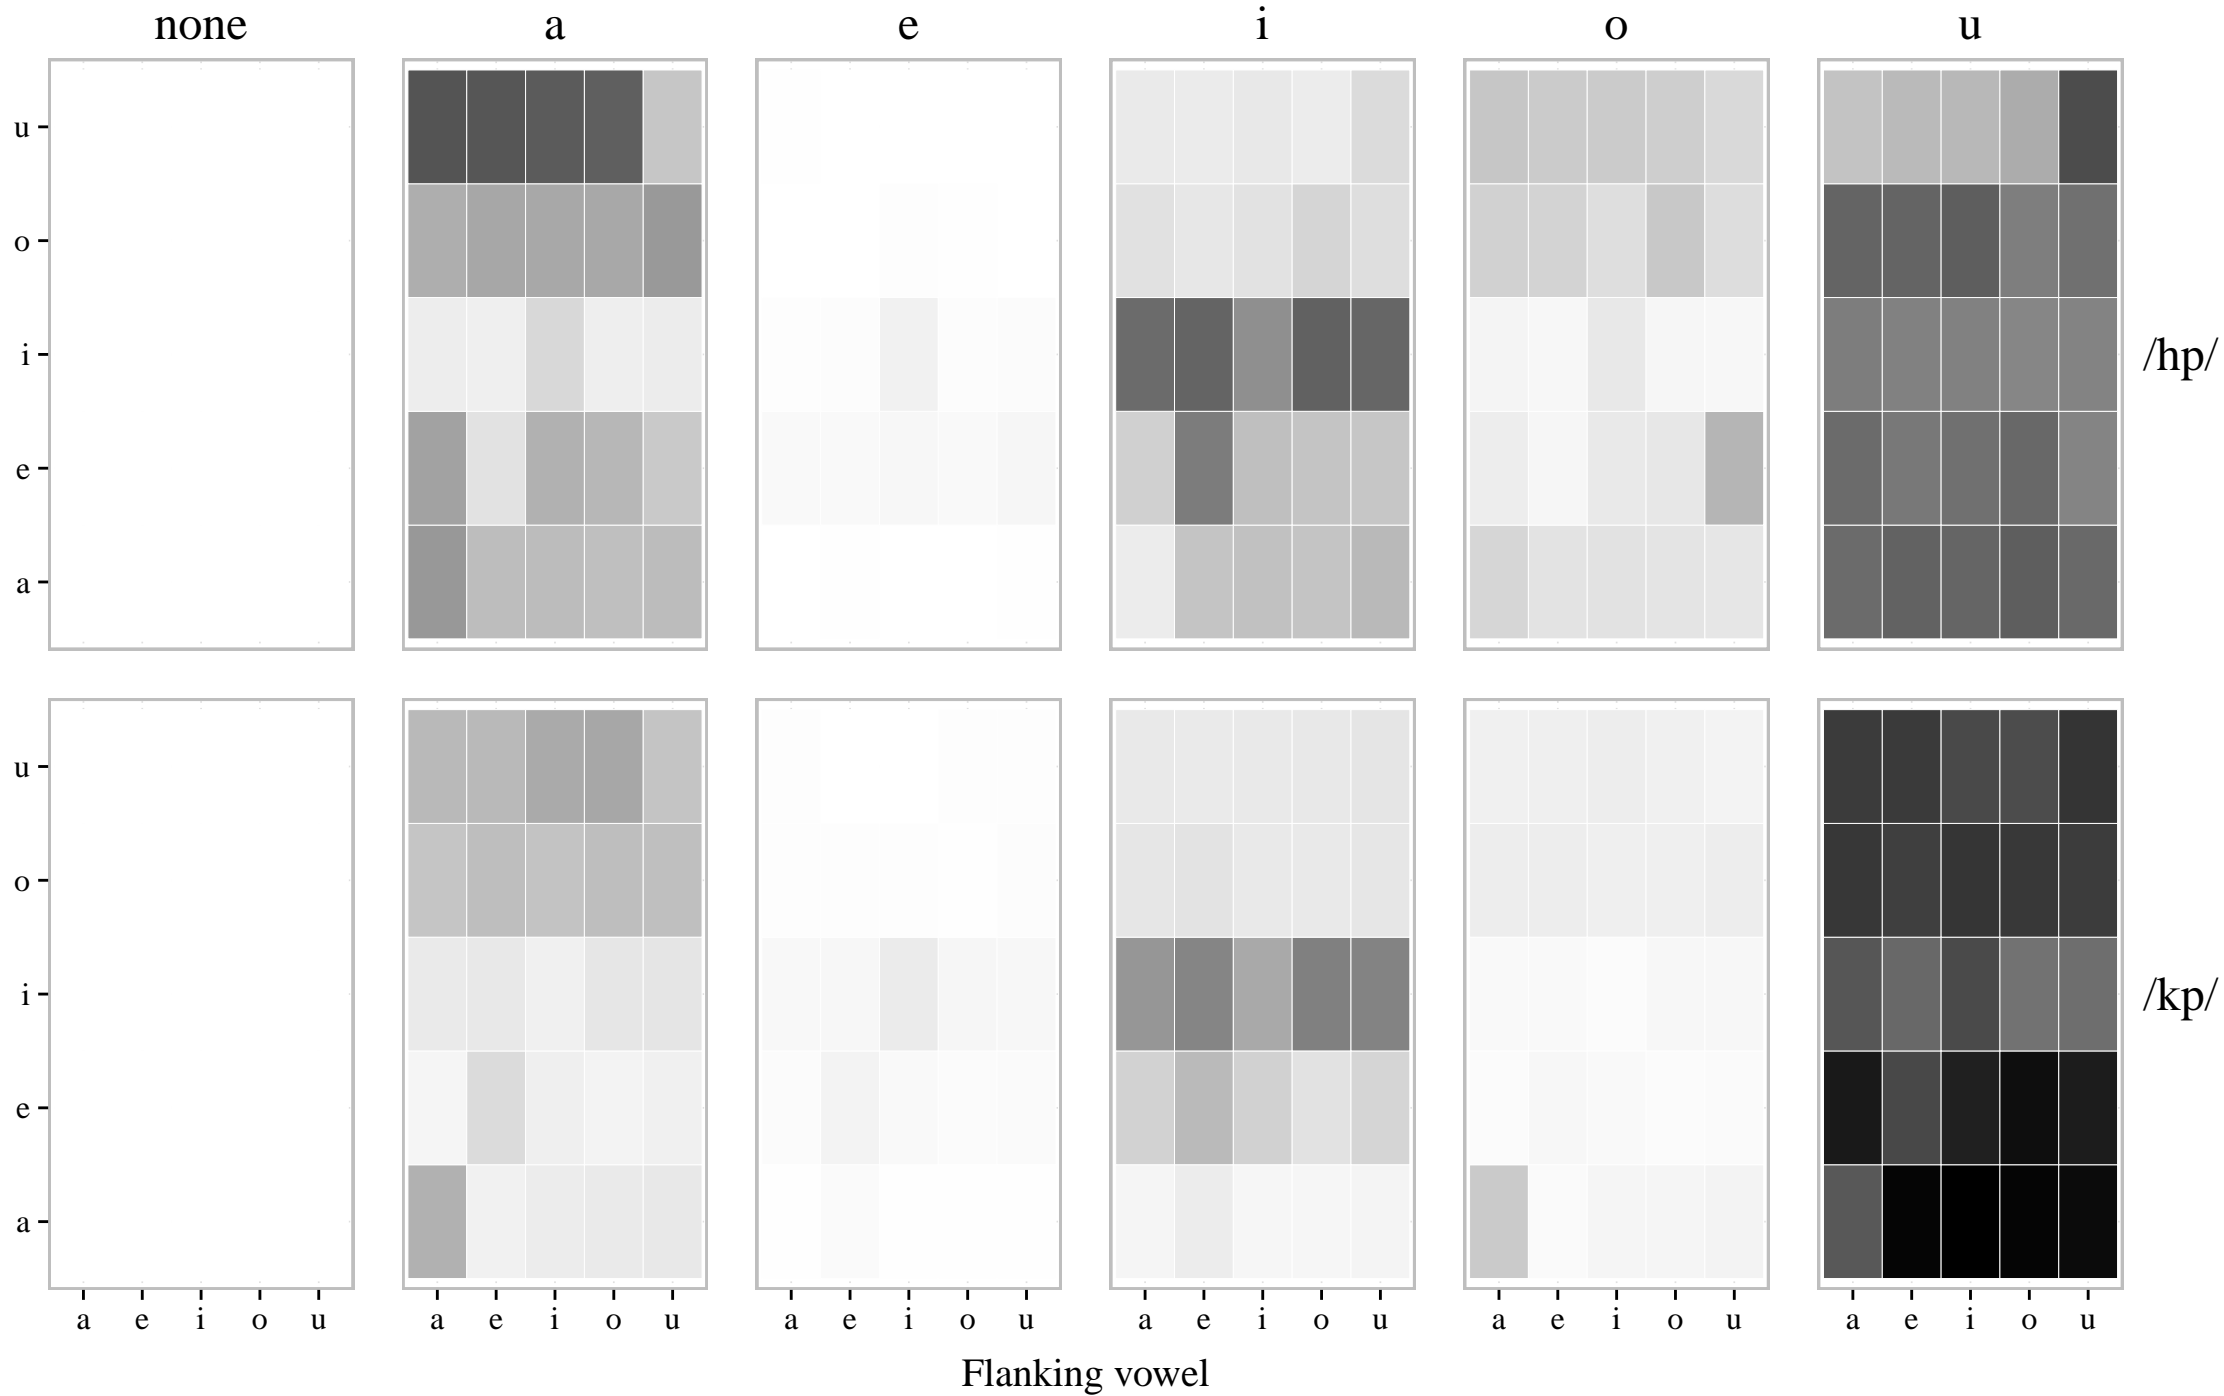 none a e i o u
u
o
i
e
a
/hp/
u
o
i
e
a
/kp/
a e i o u a e i o u a e i o u a e i o u a e i o u a e i o u
Flanking vowel